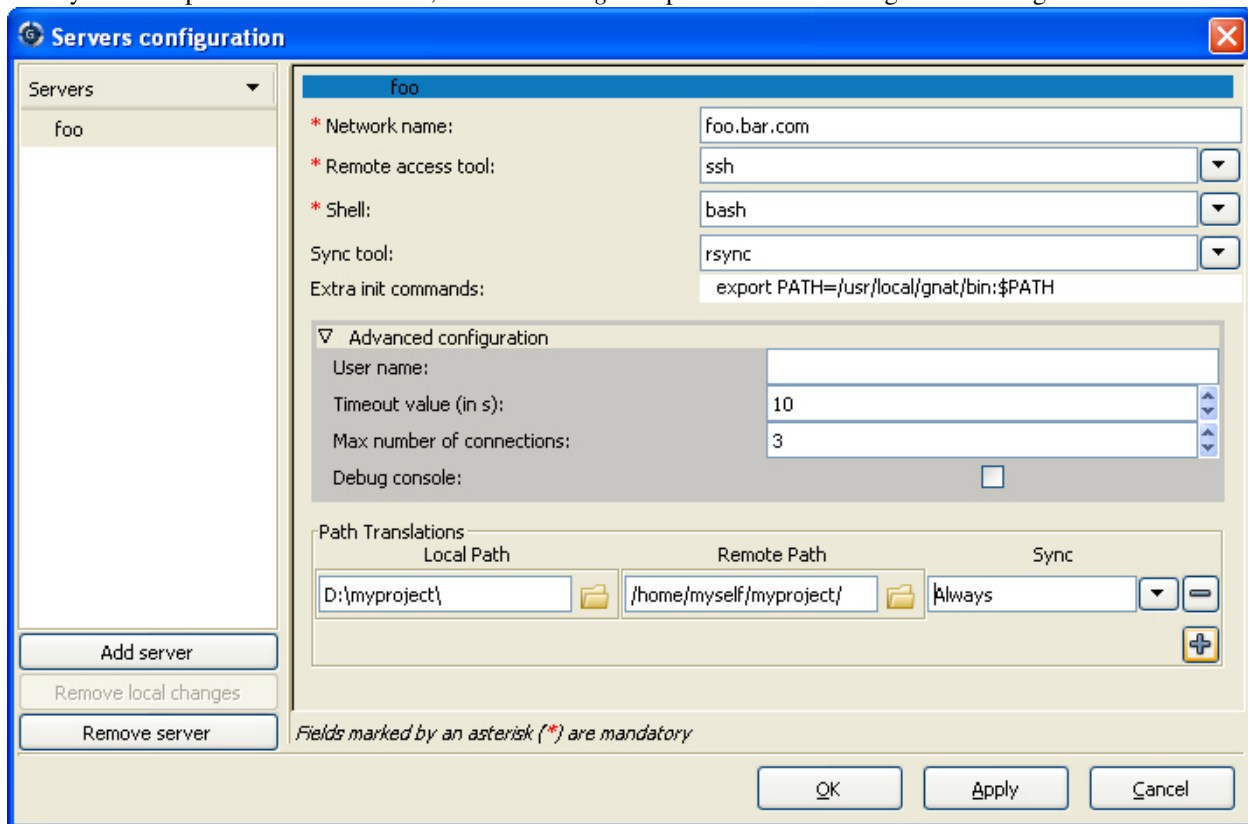 Servers configuration
Servers
foo
foo
* Network name: foo.bar.com
* Remote access tool: ssh
* Shell: bash
Sync tool: rsync
Extra init commands: export PATH=/usr/local/gnat/bin:$PATH
Advanced configuration
User name:
Timeout value (in s): 10
Max number of connections: 3
Debug console:
Path Translations
Local Path Remote Path Sync
D:\myproject\ /home/myself/myproject/ Always
Add server
Remove local changes
Remove server
Fields marked by an asterisk (*) are mandatory
OK Apply Cancel